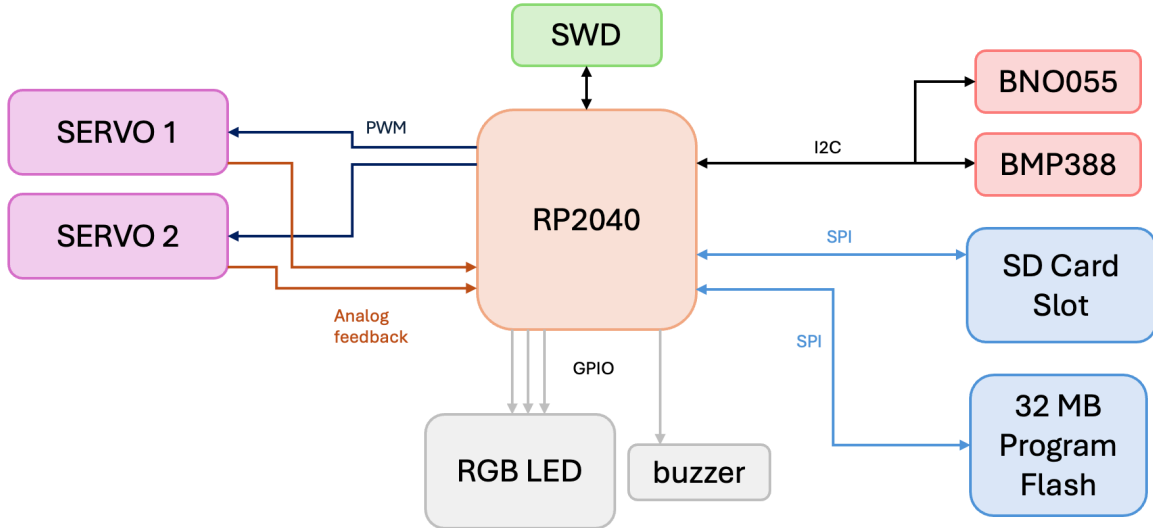 SWD
BNO055
SERVO 1
PWM
I2C
BMP388
RP2040
SERVO 2
SPI
SD Card
Slot
Analog
feedback
SPI
GPIO
32 MB
Program
Flash
RGB LED
buzzer